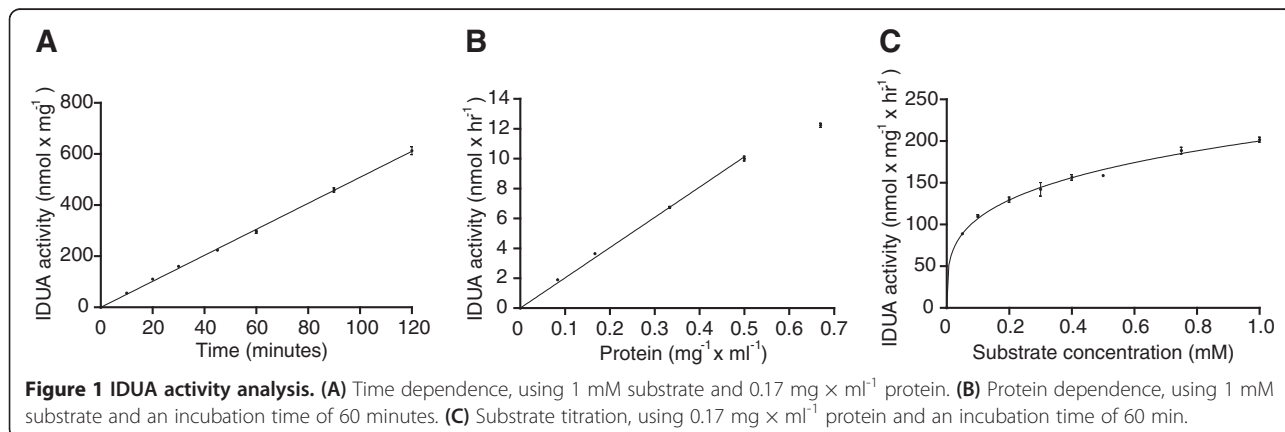 A
IDUA activity (nmol x mg⁻¹)
800
600
400
200
0
0 20 40 60 80 100 120
Time (minutes)
B
IDUA activity (nmol x hr⁻¹)
14
12
10
8
6
4
2
0
0 0.1 0.2 0.3 0.4 0.5 0.6 0.7
Protein (mg⁻¹ x ml⁻¹)
C
IDUA activity (nmol x mg⁻¹ x hr⁻¹)
250
200
150
100
50
0
0 0.2 0.4 0.6 0.8 1.0
Substrate concentration (mM)
Figure 1 IDUA activity analysis. (A) Time dependence, using 1 mM substrate and 0.17 mg × ml⁻¹ protein. (B) Protein dependence, using 1 mM
substrate and an incubation time of 60 minutes. (C) Substrate titration, using 0.17 mg × ml⁻¹ protein and an incubation time of 60 min.